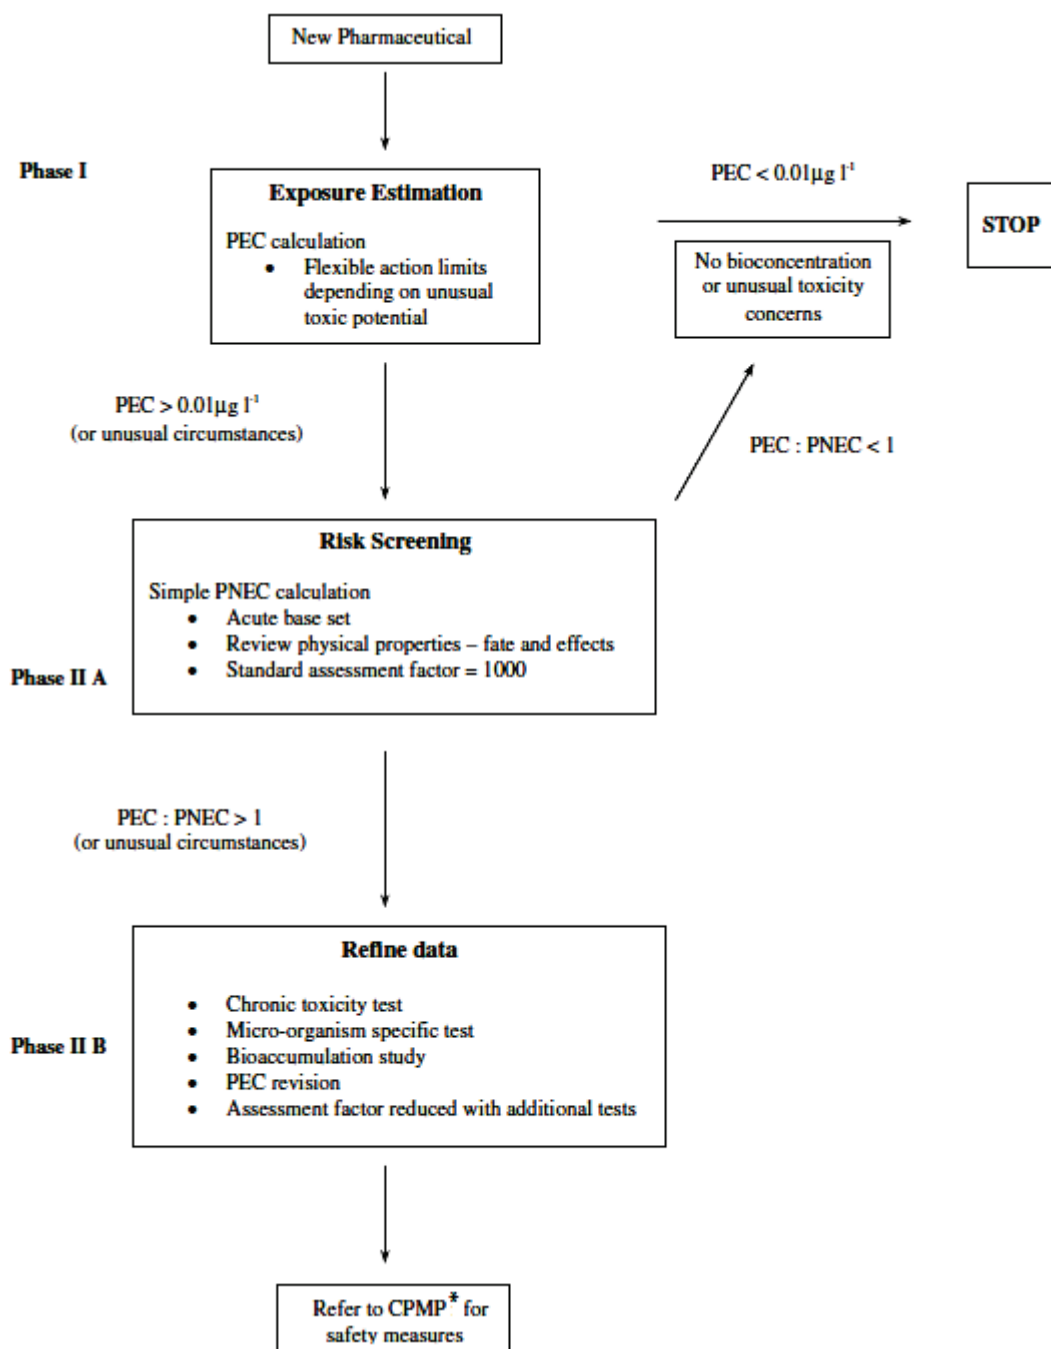 New Pharmaceutical
Phase I
Exposure Estimation
PEC calculation
• Flexible action limits
depending on unusual
toxic potential
PEC < 0.01µg l⁻¹
No bioconcentration
or unusual toxicity
concerns
STOP
PEC > 0.01µg l⁻¹
(or unusual circumstances)
PEC : PNEC < 1
Phase II A
Risk Screening
Simple PNEC calculation
• Acute base set
• Review physical properties – fate and effects
• Standard assessment factor = 1000
PEC : PNEC > 1
(or unusual circumstances)
Phase II B
Refine data
• Chronic toxicity test
• Micro-organism specific test
• Bioaccumulation study
• PEC revision
• Assessment factor reduced with additional tests
Refer to CPMP* for
safety measures